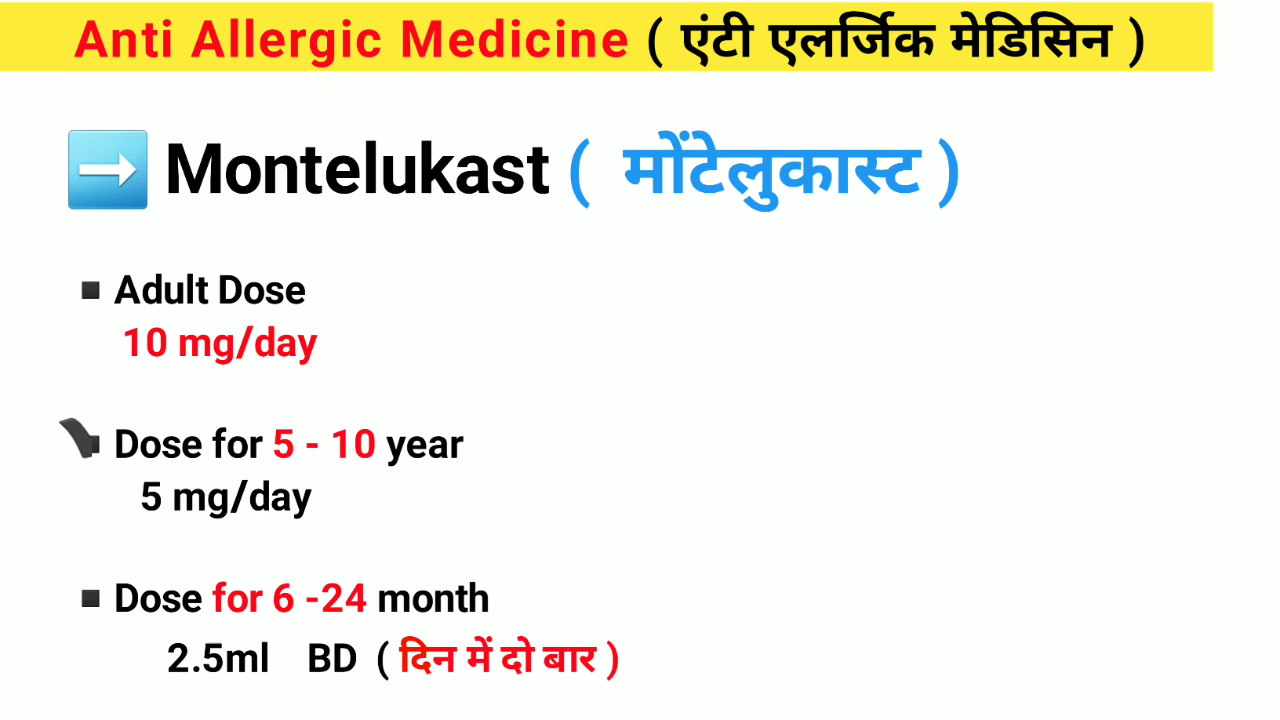 Anti Allergic Medicine ( एंटी एलर्जिक मेडिसिन )
➡️ Montelukast ( मोंटेलुकास्ट )
▪ Adult Dose
10 mg/day
▪ Dose for 5 - 10 year
5 mg/day
▪ Dose for 6 -24 month
2.5ml BD ( दिन में दो बार )